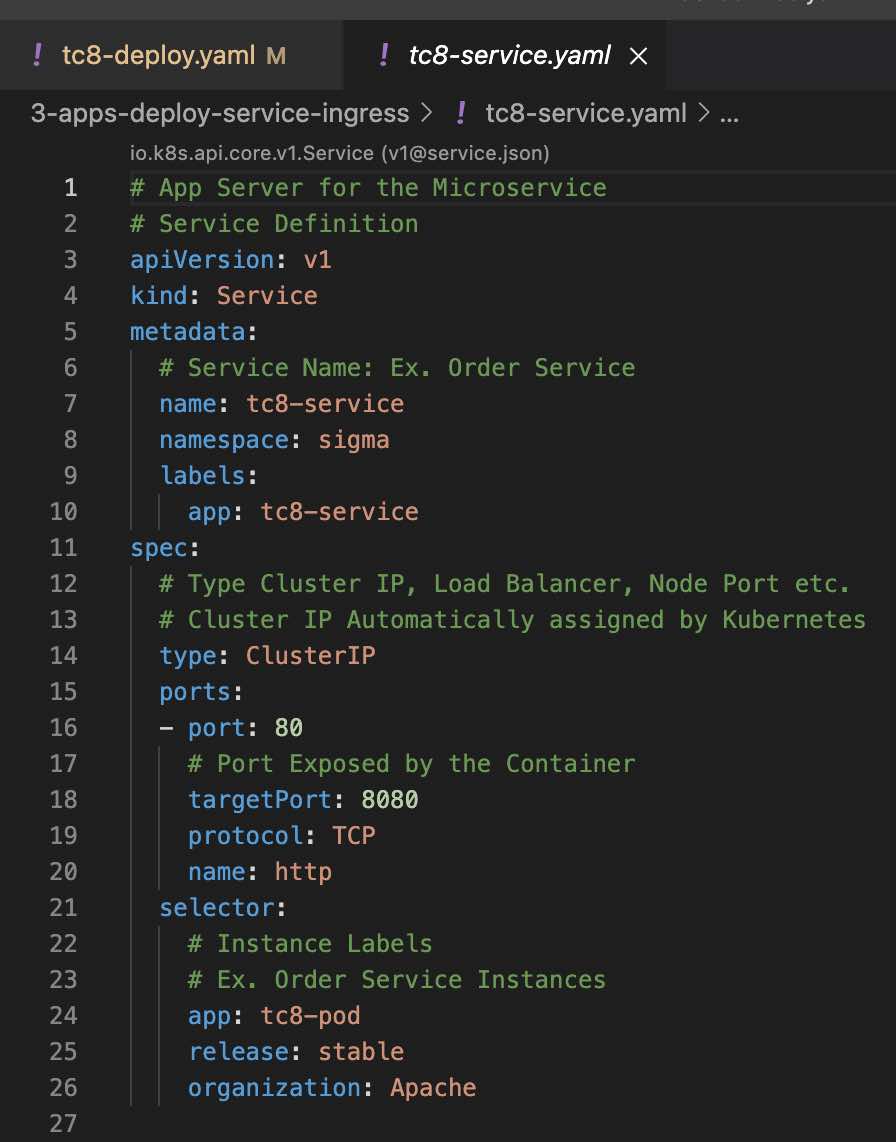 ! tc8-deploy.yaml M ! tc8-service.yaml ×
3-apps-deploy-service-ingress > ! tc8-service.yaml > ...
io.k8s.api.core.v1.Service (v1@service.json)
1 # App Server for the Microservice
2 # Service Definition
3 apiVersion: v1
4 kind: Service
5 metadata:
6   # Service Name: Ex. Order Service
7   name: tc8-service
8   namespace: sigma
9   labels:
10     app: tc8-service
11 spec:
12   # Type Cluster IP, Load Balancer, Node Port etc.
13   # Cluster IP Automatically assigned by Kubernetes
14   type: ClusterIP
15   ports:
16   - port: 80
17     # Port Exposed by the Container
18     targetPort: 8080
19     protocol: TCP
20     name: http
21   selector:
22     # Instance Labels
23     # Ex. Order Service Instances
24     app: tc8-pod
25     release: stable
26     organization: Apache
27